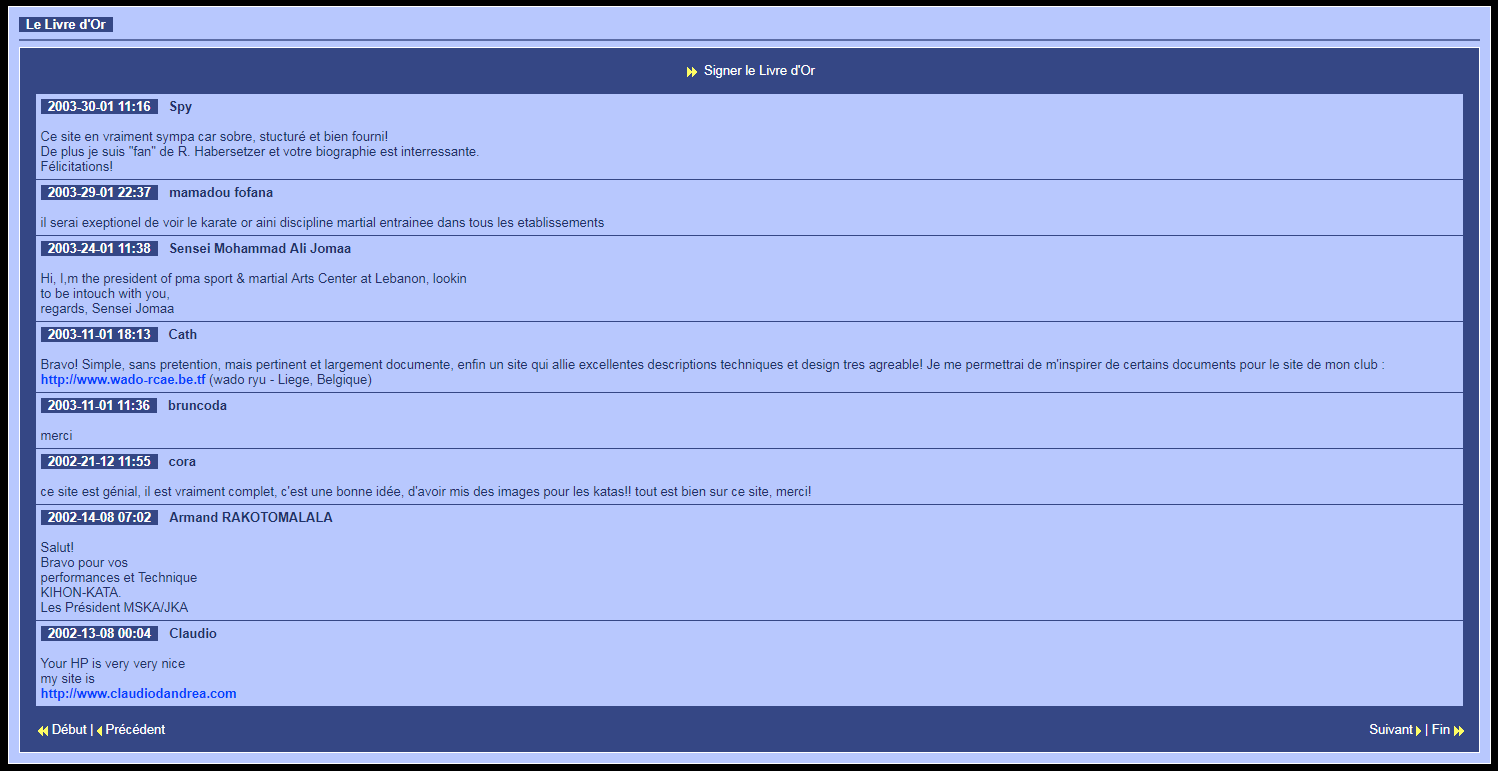 Le Livre d'Or
Signer le Livre d'Or
2003-30-01 11:16 Spy
Ce site en vraiment sympa car sobre, stucturé et bien fourni!
De plus je suis "fan" de R. Habersetzer et votre biographie est interressante.
Félicitations!
2003-29-01 22:37 mamadou fofana
il serai exeptionel de voir le karate or aini discipline martial entrainee dans tous les etablissements
2003-24-01 11:38 Sensei Mohammad Ali Jomaa
Hi, I,m the president of pma sport & martial Arts Center at Lebanon, lookin
to be intouch with you,
regards, Sensei Jomaa
2003-11-01 18:13 Cath
Bravo! Simple, sans pretention, mais pertinent et largement documente, enfin un site qui allie excellentes descriptions techniques et design tres agreable! Je me permettrai de m'inspirer de certains documents pour le site de mon club :
http://www.wado-rcae.be.tf (wado ryu - Liege, Belgique)
2003-11-01 11:36 bruncoda
merci
2002-21-12 11:55 cora
ce site est génial, il est vraiment complet, c'est une bonne idée, d'avoir mis des images pour les katas!! tout est bien sur ce site, merci!
2002-14-08 07:02 Armand RAKOTOMALALA
Salut!
Bravo pour vos
performances et Technique
KIHON-KATA.
Les Président MSKA/JKA
2002-13-08 00:04 Claudio
Your HP is very very nice
my site is
http://www.claudiodandrea.com
Début | Précédent Suivant | Fin